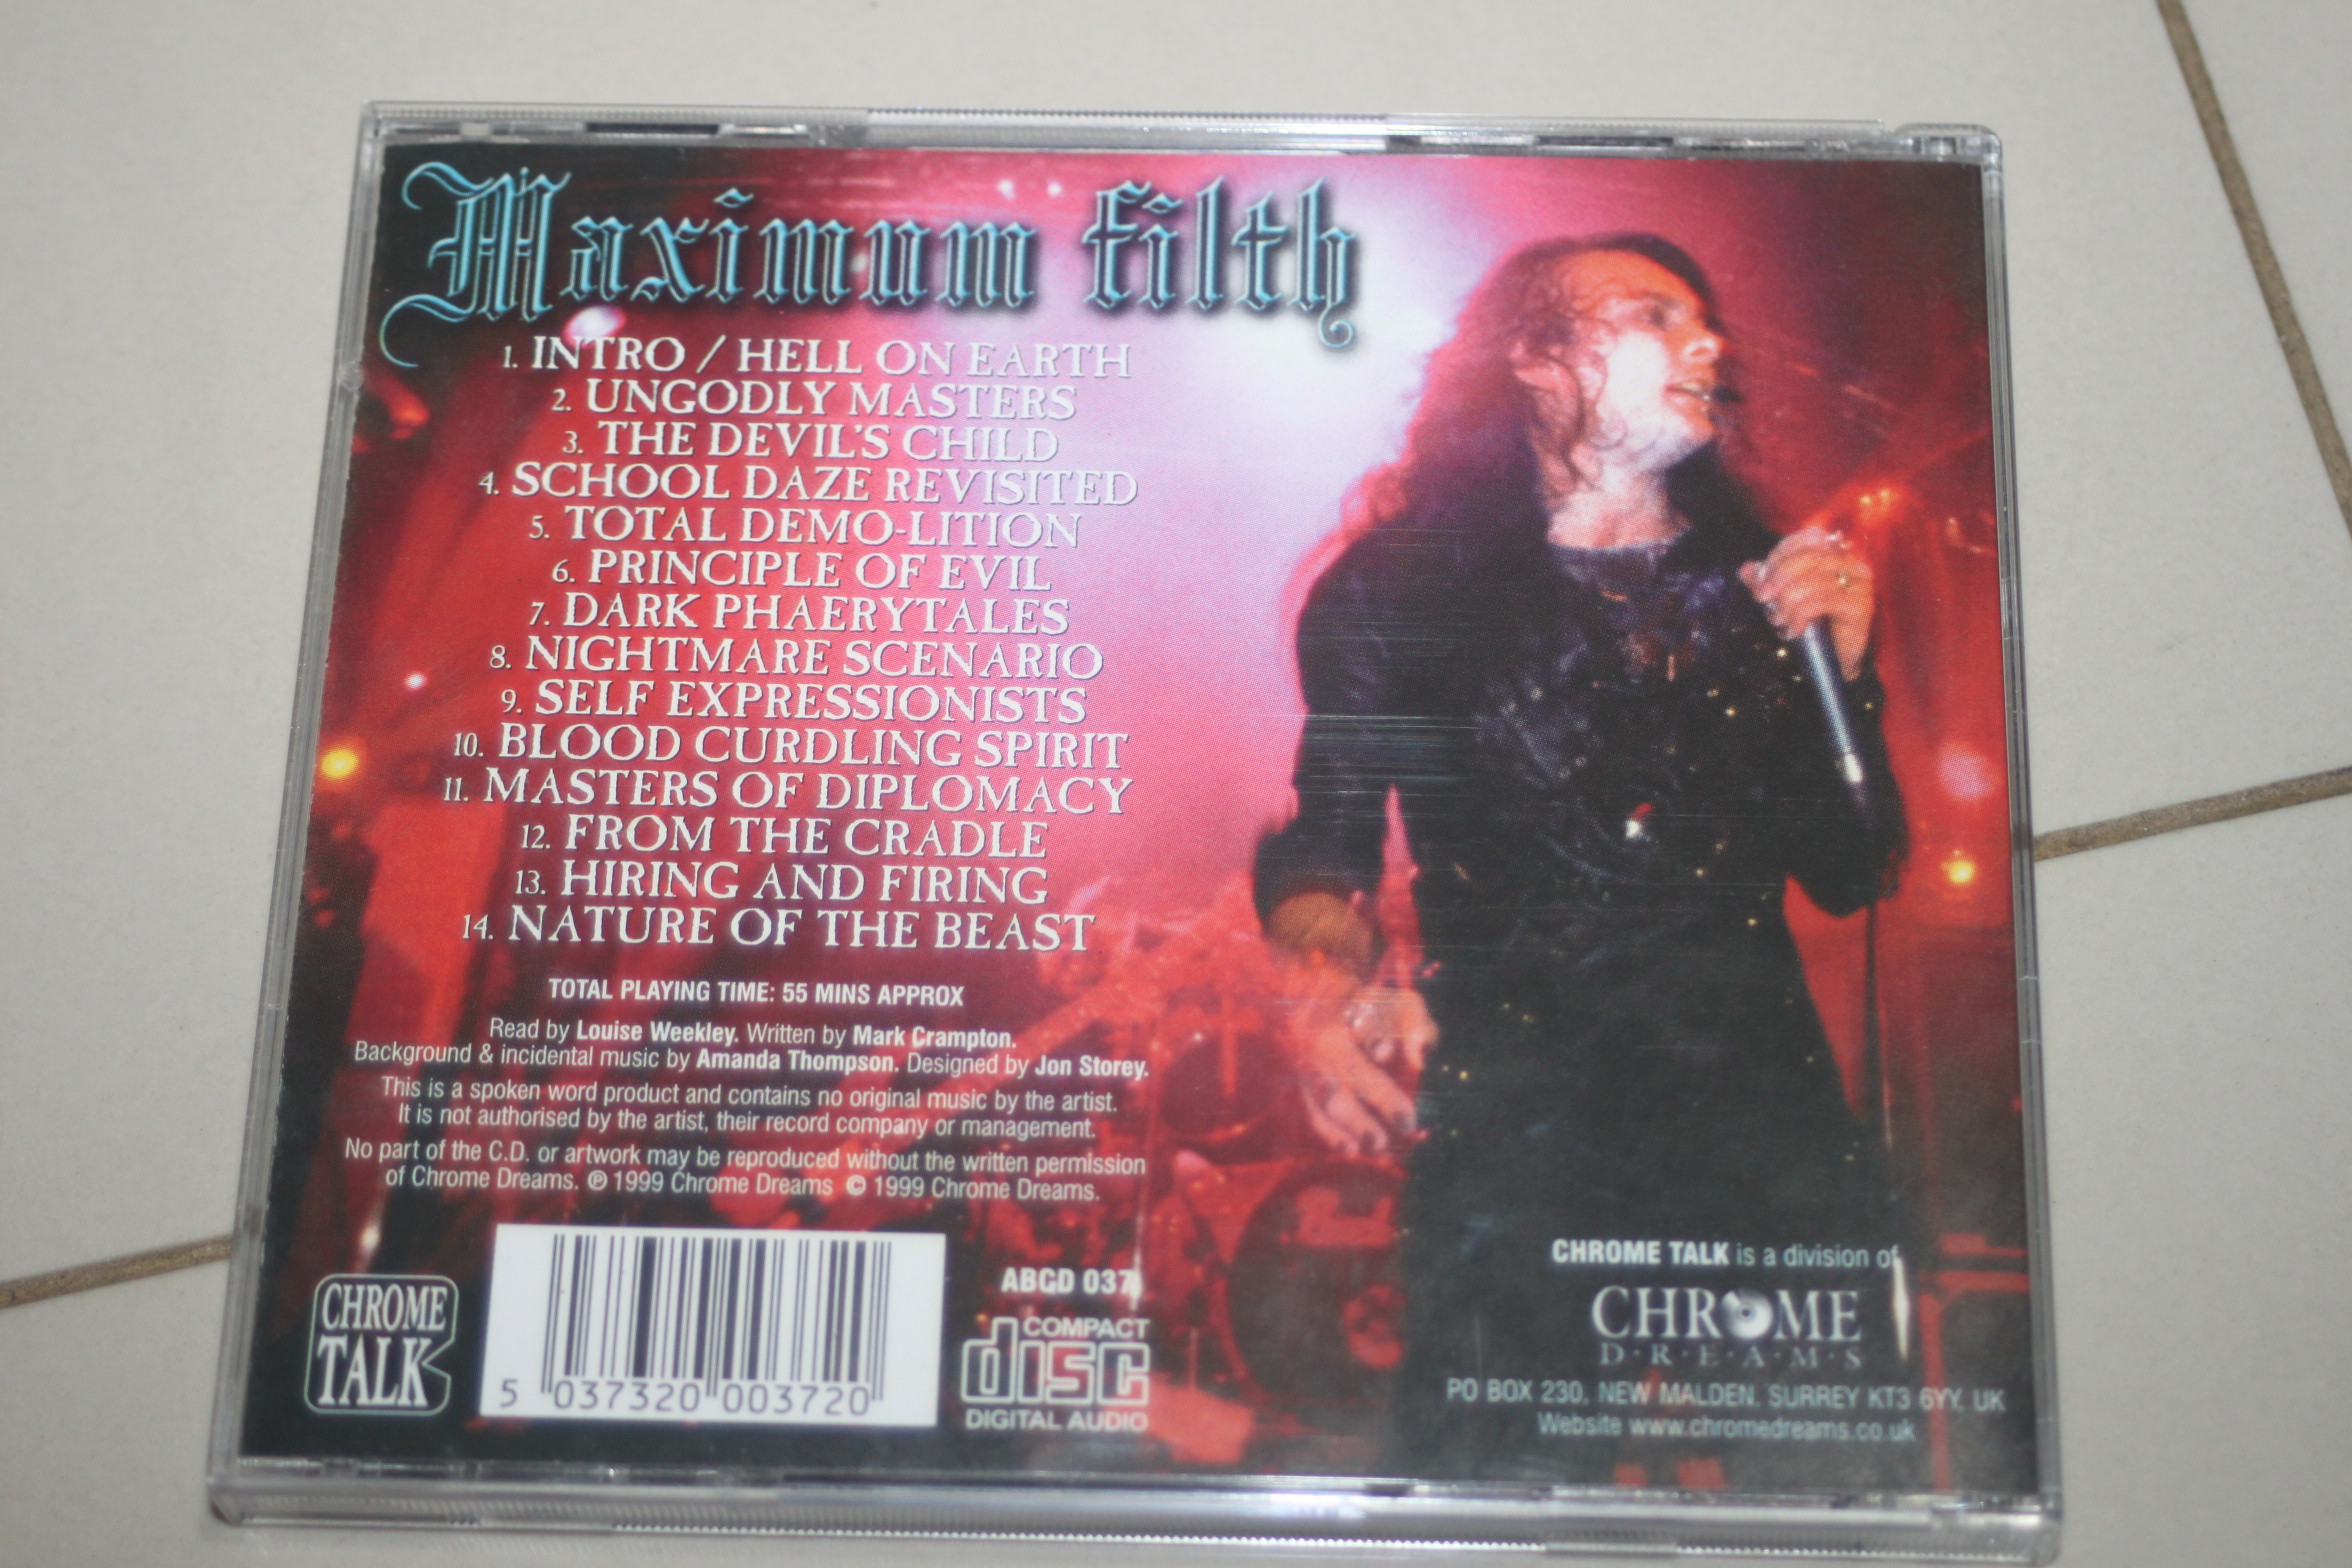 Maximum Filth
1. INTRO / HELL ON EARTH
2. UNGODLY MASTERS
3. THE DEVIL'S CHILD
4. SCHOOL DAZE REVISITED
5. TOTAL DEMO-LITION
6. PRINCIPLE OF EVIL
7. DARK PHAERYTALES
8. NIGHTMARE SCENARIO
9. SELF EXPRESSIONISTS
10. BLOOD CURDLING SPIRIT
11. MASTERS OF DIPLOMACY
12. FROM THE CRADLE
13. HIRING AND FIRING
14. NATURE OF THE BEAST
TOTAL PLAYING TIME: 55 MINS APPROX
Read by Louise Weekley. Written by Mark Crampton.
Background & incidental music by Amanda Thompson. Designed by Jon Storey.
This is a spoken word product and contains no original music by the artist.
It is not authorised by the artist, their record company or management.
No part of the C.D. or artwork may be reproduced without the written permission
of Chrome Dreams. ℗ 1999 Chrome Dreams © 1999 Chrome Dreams.
CHROME
TALK
5 037320 003720
ABCD 037
COMPACT
disc
DIGITAL AUDIO
CHROME TALK is a division of
CHROME
D·R·E·A·M·S
PO BOX 230, NEW MALDEN, SURREY KT3 6YY, UK
Website www.chromedreams.co.uk